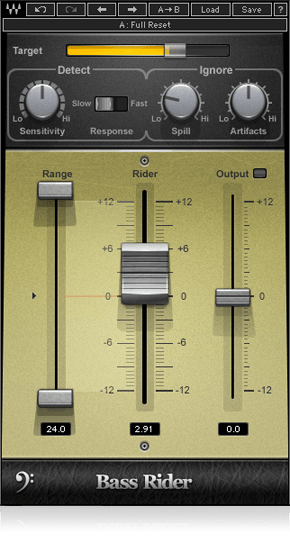 A→B Load Save ?
A: Full Reset
Target
Detect Ignore
Slow Fast
Lo Hi Lo Hi Lo Hi
Sensitivity Response Spill Artifacts
Range Rider Output
+12 +12 +12
+6 +6
0 0 0
-6 -6
-12 -12 -12
24.0 2.91 0.0
Bass Rider